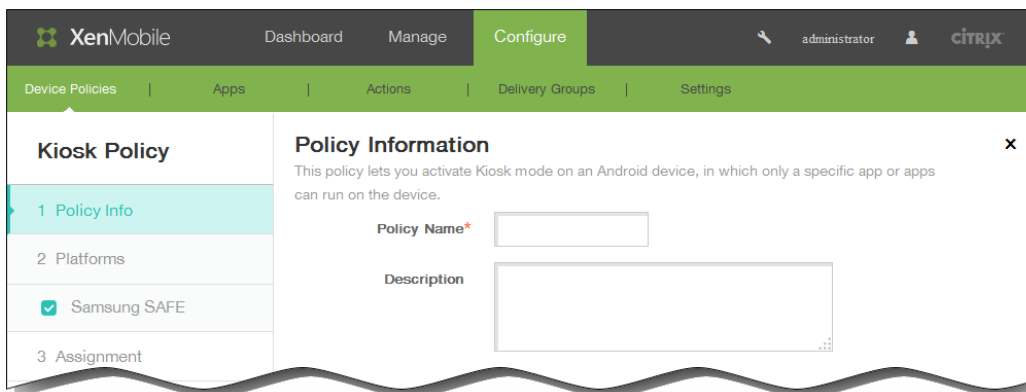 XenMobile Dashboard Manage Configure administrator CITRIX
Device Policies | Apps | Actions | Delivery Groups | Settings
Kiosk Policy
1 Policy Info
2 Platforms
Samsung SAFE
3 Assignment
Policy Information
x
This policy lets you activate Kiosk mode on an Android device, in which only a specific app or apps
can run on the device.
Policy Name*
Description